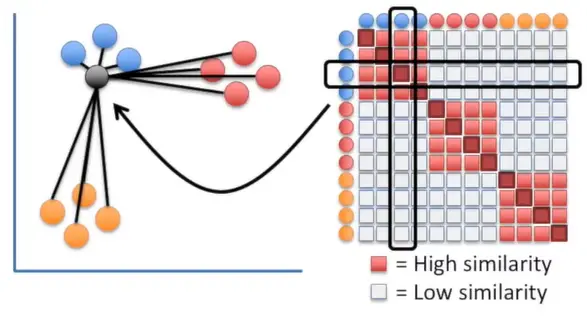 = High similarity
= Low similarity